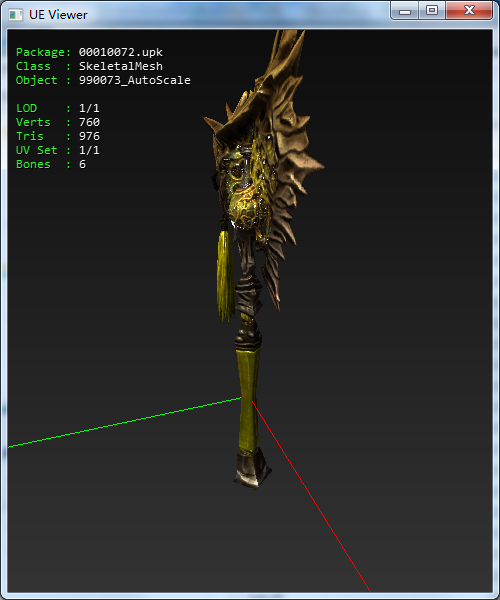 UE Viewer
Package: 00010072.upk
Class : SkeletalMesh
Object : 990073_AutoScale
LOD : 1/1
Verts : 760
Tris : 976
UV Set : 1/1
Bones : 6